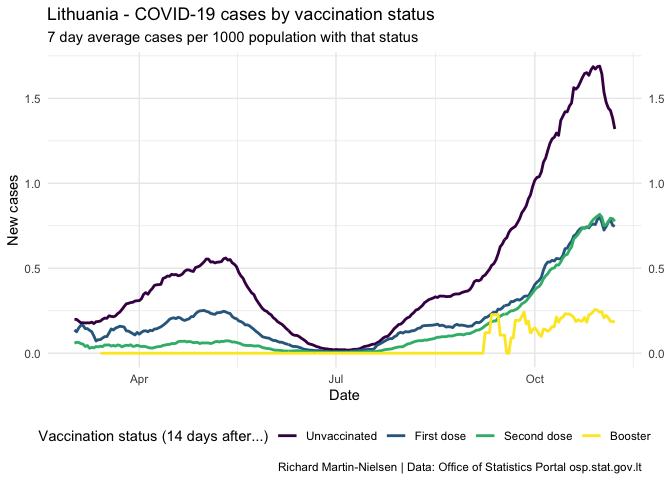 Lithuania - COVID-19 cases by vaccination status
7 day average cases per 1000 population with that status
1.5
1.0
0.5
0.0
New cases
1.5
1.0
0.5
0.0
Apr
Jul
Oct
Date
Vaccination status (14 days after...) Unvaccinated First dose Second dose Booster
Richard Martin-Nielsen | Data: Office of Statistics Portal osp.stat.gov.lt